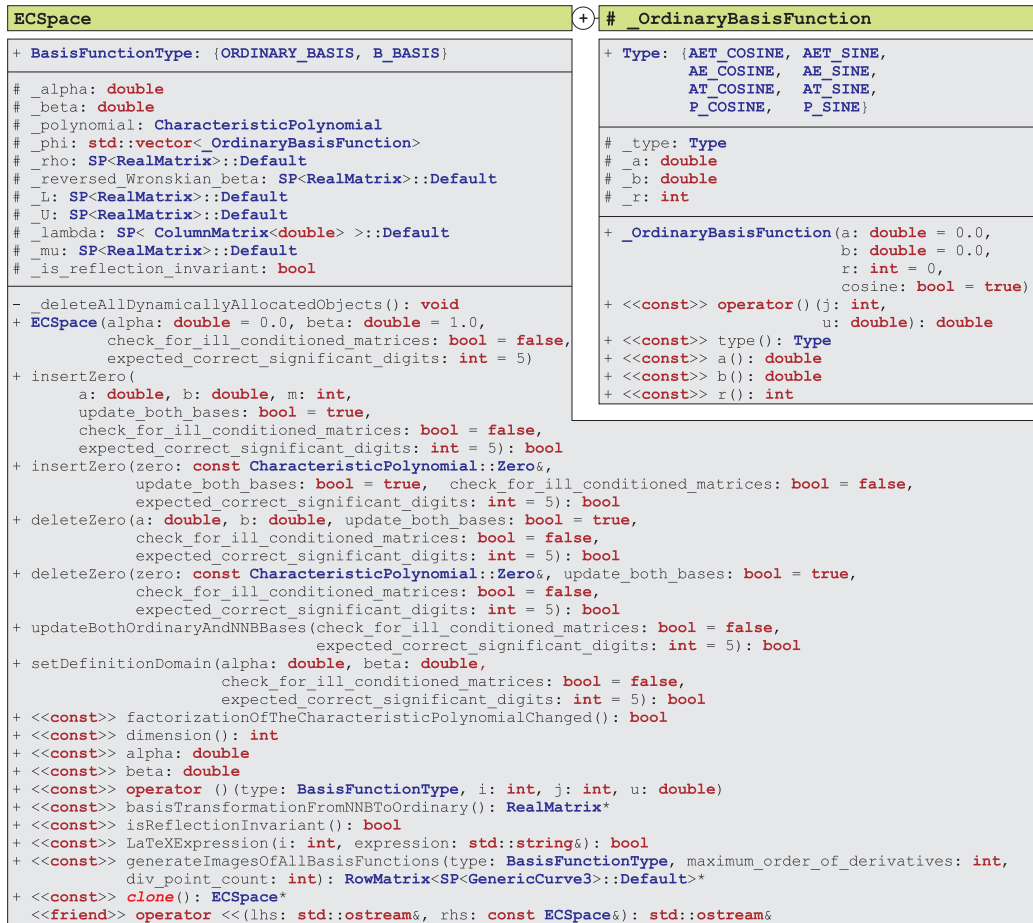 ECSpace
+ BasisFunctionType: {ORDINARY_BASIS, B_BASIS}
# _alpha: double
# _beta: double
# _polynomial: CharacteristicPolynomial
# _phi: std::vector<_OrdinaryBasisFunction>
# _rho: SP<RealMatrix>::Default
# _reversed_Wronskian_beta: SP<RealMatrix>::Default
# _L: SP<RealMatrix>::Default
# _U: SP<RealMatrix>::Default
# _lambda: SP< ColumnMatrix<double> >::Default
# _mu: SP<RealMatrix>::Default
# _is_reflection_invariant: bool
- _deleteAllDynamicallyAllocatedObjects(): void
+ ECSpace(alpha: double = 0.0, beta: double = 1.0,
check_for_ill_conditioned_matrices: bool = false,
expected_correct_significant_digits: int = 5)
+ insertZero(
a: double, b: double, m: int,
update_both_bases: bool = true,
check_for_ill_conditioned_matrices: bool = false,
expected_correct_significant_digits: int = 5): bool
+ insertZero(zero: const CharacteristicPolynomial::Zero&,
update_both_bases: bool = true, check_for_ill_conditioned_matrices: bool = false,
expected_correct_significant_digits: int = 5): bool
+ deleteZero(a: double, b: double, update_both_bases: bool = true,
check_for_ill_conditioned_matrices: bool = false,
expected_correct_significant_digits: int = 5): bool
+ deleteZero(zero: const CharacteristicPolynomial::Zero&, update_both_bases: bool = true,
check_for_ill_conditioned_matrices: bool = false,
expected_correct_significant_digits: int = 5): bool
+ updateBothOrdinaryAndNNBBases(check_for_ill_conditioned_matrices: bool = false,
expected_correct_significant_digits: int = 5): bool
+ setDefinitionDomain(alpha: double, beta: double,
check_for_ill_conditioned_matrices: bool = false,
expected_correct_significant_digits: int = 5): bool
+ <<const>> factorizationOfTheCharacteristicPolynomialChanged(): bool
+ <<const>> dimension(): int
+ <<const>> alpha: double
+ <<const>> beta: double
+ <<const>> operator ()(type: BasisFunctionType, i: int, j: int, u: double)
+ <<const>> basisTransformationFromNNBToOrdinary(): RealMatrix*
+ <<const>> isReflectionInvariant(): bool
+ <<const>> LaTeXExpression(i: int, expression: std::string&): bool
+ <<const>> generateImagesOfAllBasisFunctions(type: BasisFunctionType, maximum_order_of_derivatives: int,
div_point_count: int): RowMatrix<SP<GenericCurve3>::Default>*
+ <<const>> clone(): ECSpace*
<<friend>> operator <<(lhs: std::ostream&, rhs: const ECSpace&): std::ostream&
+
# _OrdinaryBasisFunction
+ Type: {AET_COSINE, AET_SINE,
AE_COSINE, AE_SINE,
AT_COSINE, AT_SINE,
P_COSINE, P_SINE}
# _type: Type
# _a: double
# _b: double
# _r: int
+ _OrdinaryBasisFunction(a: double = 0.0,
b: double = 0.0,
r: int = 0,
cosine: bool = true)
+ <<const>> operator()(j: int,
u: double): double
+ <<const>> type(): Type
+ <<const>> a(): double
+ <<const>> b(): double
+ <<const>> r(): int